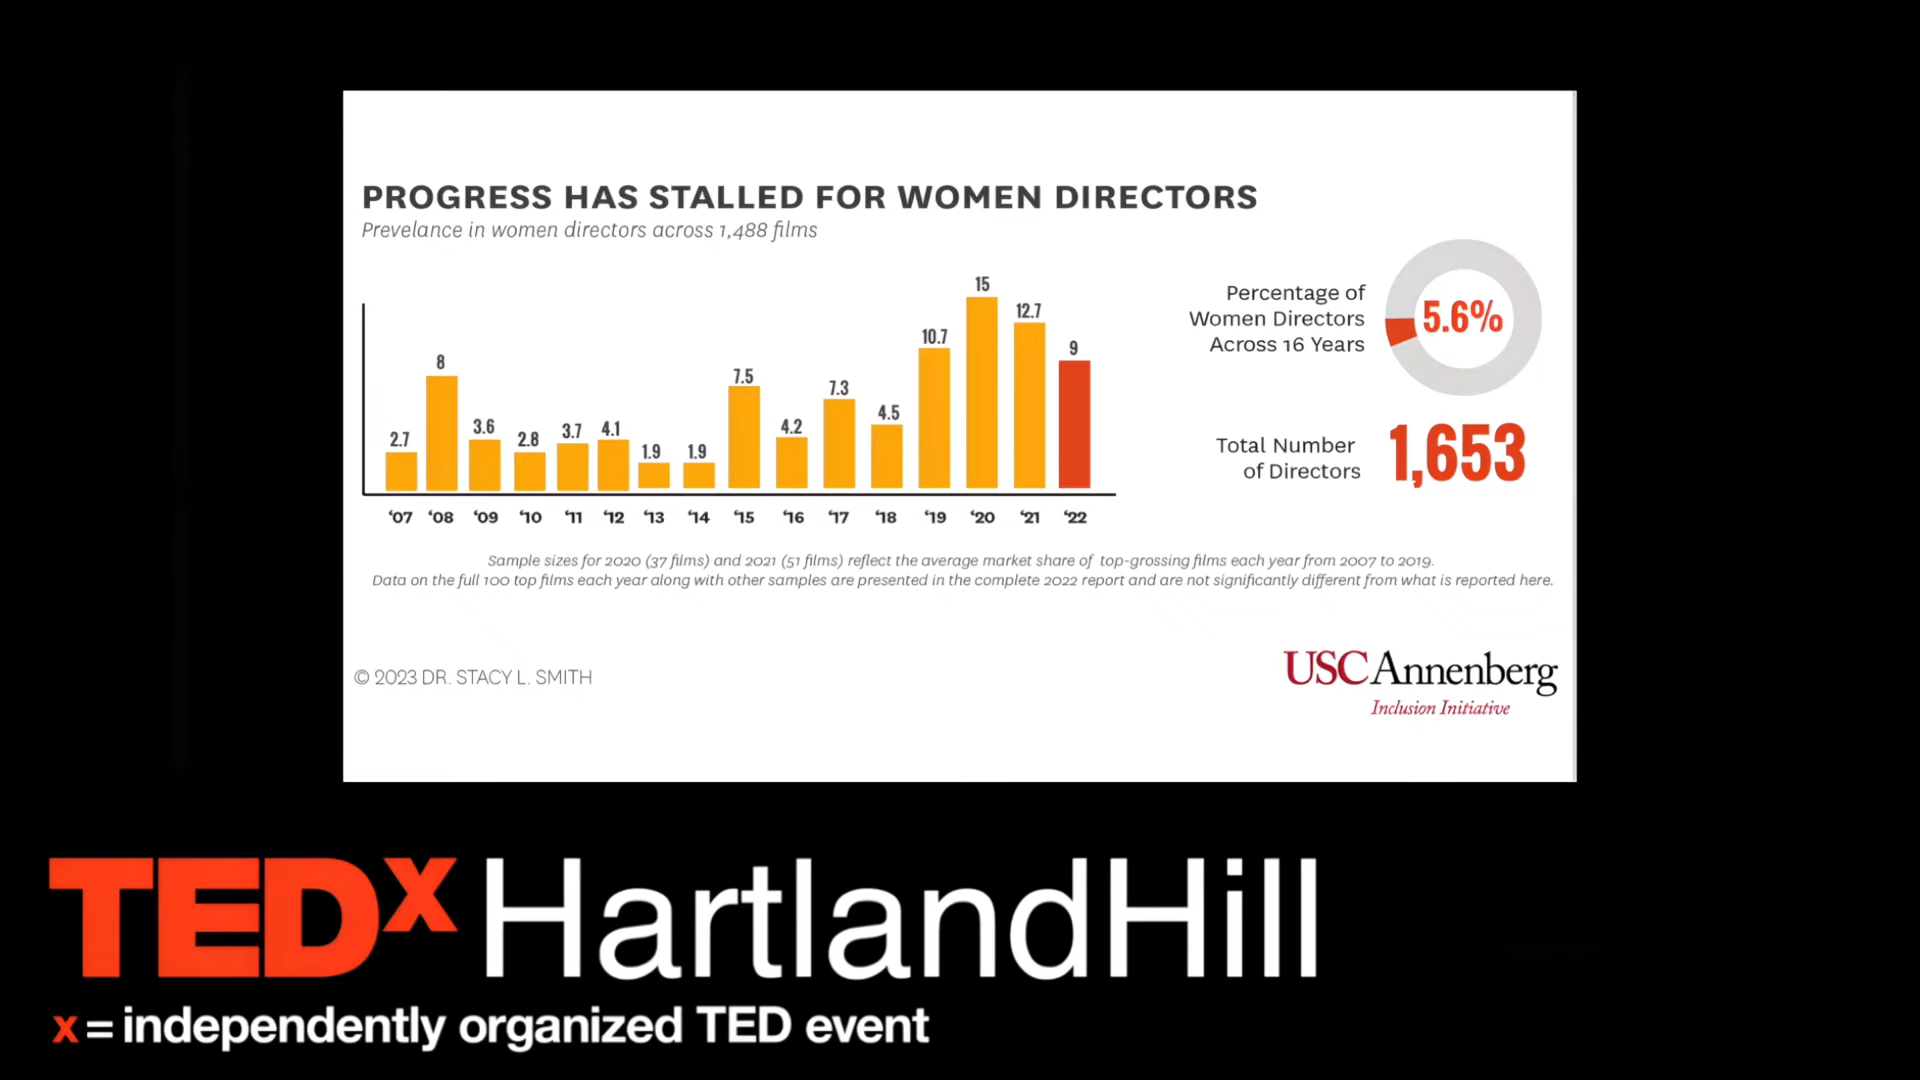 PROGRESS HAS STALLED FOR WOMEN DIRECTORS
Prevelance in women directors across 1,488 films
2.7
8
3.6
2.8
3.7
4.1
1.9
1.9
7.5
4.2
7.3
4.5
10.7
15
12.7
9
‘07 ‘08 ‘09 ‘10 ‘11 ‘12 ‘13 ‘14 ‘15 ‘16 ‘17 ‘18 ‘19 ‘20 ‘21 ‘22
Percentage of
Women Directors
Across 16 Years
5.6%
Total Number
of Directors
1,653
Sample sizes for 2020 (37 films) and 2021 (51 films) reflect the average market share of top-grossing films each year from 2007 to 2019.
Data on the full 100 top films each year along with other samples are presented in the complete 2022 report and are not significantly different from what is reported here.
© 2023 DR. STACY L. SMITH
USC Annenberg
Inclusion Initiative
TEDx HartlandHill
x = independently organized TED event